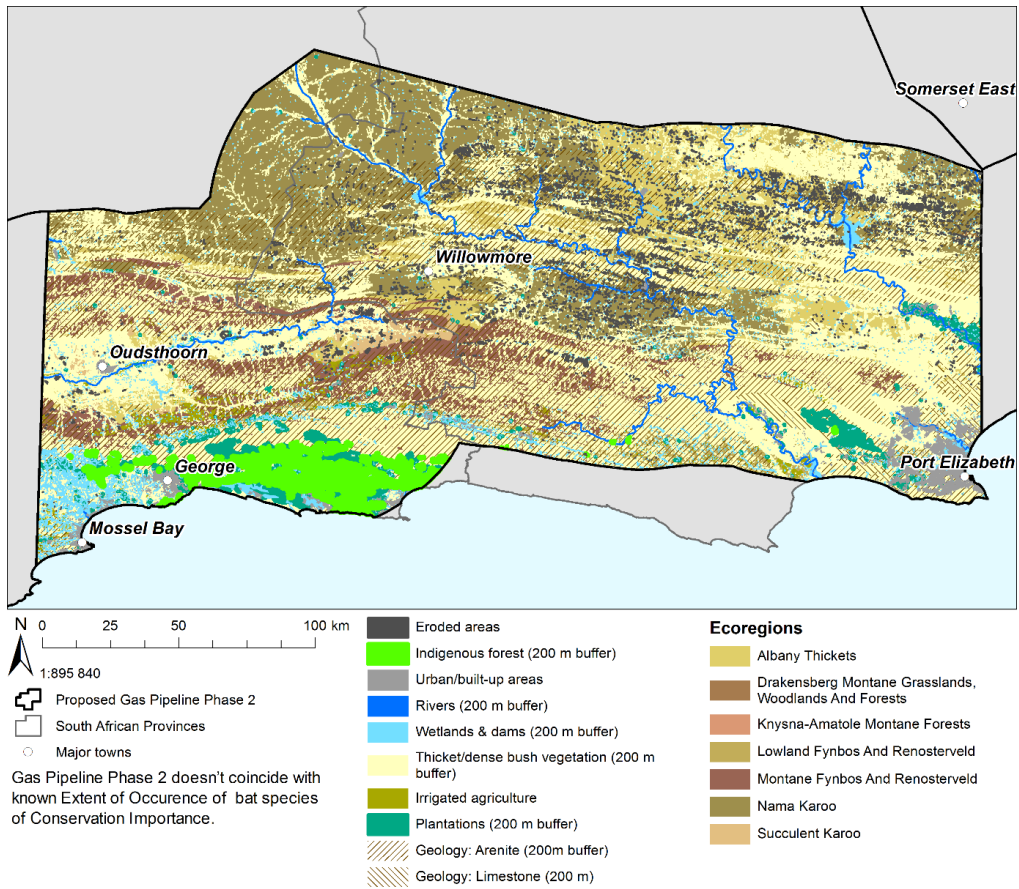 Somerset East
Willowmore
Oudsthoorn
George
Port Elizabeth
Mossel Bay
N
0 25 50 100 km
1:895 840
Proposed Gas Pipeline Phase 2
South African Provinces
Major towns
Gas Pipeline Phase 2 doesn't coincide with
known Extent of Occurence of bat species
of Conservation Importance.
Eroded areas
Indigenous forest (200 m buffer)
Urban/built-up areas
Rivers (200 m buffer)
Wetlands & dams (200 m buffer)
Thicket/dense bush vegetation (200 m
buffer)
Irrigated agriculture
Plantations (200 m buffer)
Geology: Arenite (200m buffer)
Geology: Limestone (200 m)
Ecoregions
Albany Thickets
Drakensberg Montane Grasslands,
Woodlands And Forests
Knysna-Amatole Montane Forests
Lowland Fynbos And Renosterveld
Montane Fynbos And Renosterveld
Nama Karoo
Succulent Karoo